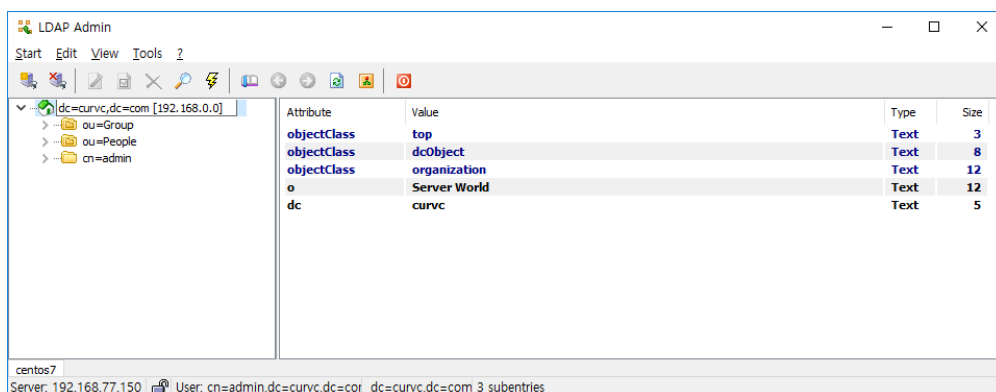 LDAP Admin
Start Edit View Tools ?
dc=curvc,dc=com [192.168.0.0]
ou=Group
ou=People
cn=admin
Attribute Value Type Size
objectClass top Text 3
objectClass dcObject Text 8
objectClass organization Text 12
o Server World Text 12
dc curvc Text 5
centos7
Server: 192.168.77.150 User: cn=admin,dc=curvc,dc=cor dc=curvc,dc=com 3 subentries